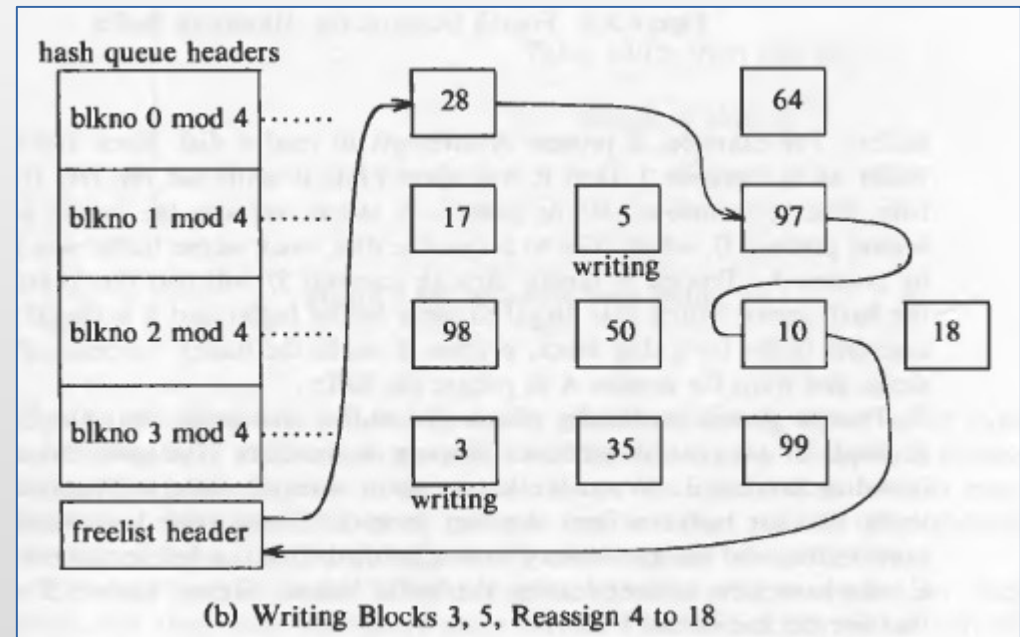 hash queue headers
blkno 0 mod 4 ........ 28 64
blkno 1 mod 4 ........ 17 5 97
writing
blkno 2 mod 4 ........ 98 50 10 18
blkno 3 mod 4 ........ 3 35 99
writing
freelist header
(b) Writing Blocks 3, 5, Reassign 4 to 18